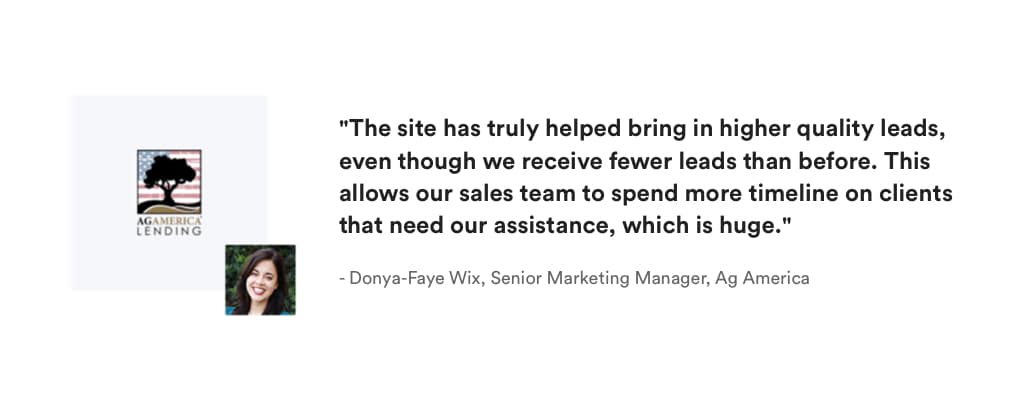 AGAMERICA
LENDING
"The site has truly helped bring in higher quality leads,
even though we receive fewer leads than before. This
allows our sales team to spend more timeline on clients
that need our assistance, which is huge."
- Donya-Faye Wix, Senior Marketing Manager, Ag America